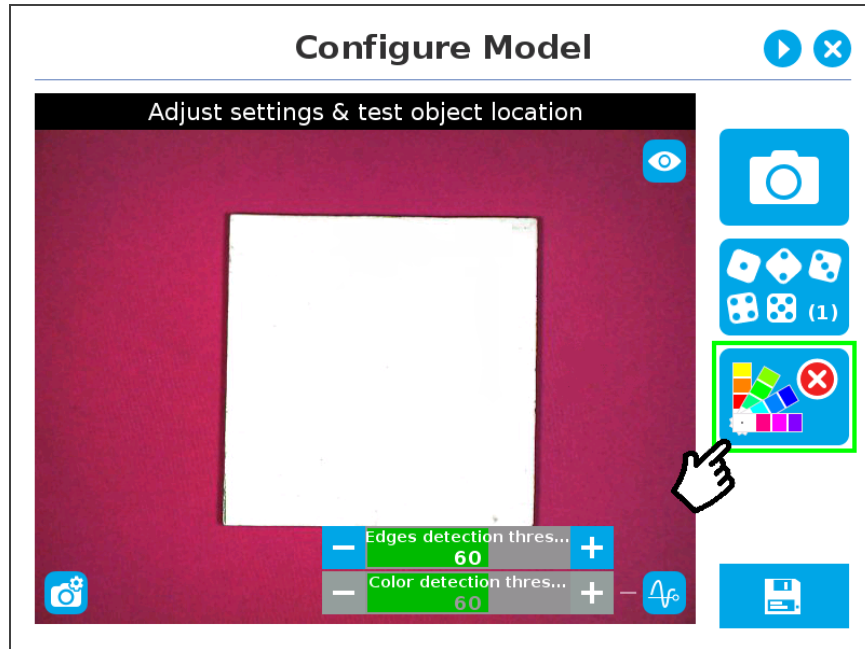 Configure Model
Adjust settings & test object location
(1)
Edges detection thres...
60
Color detection thres...
60